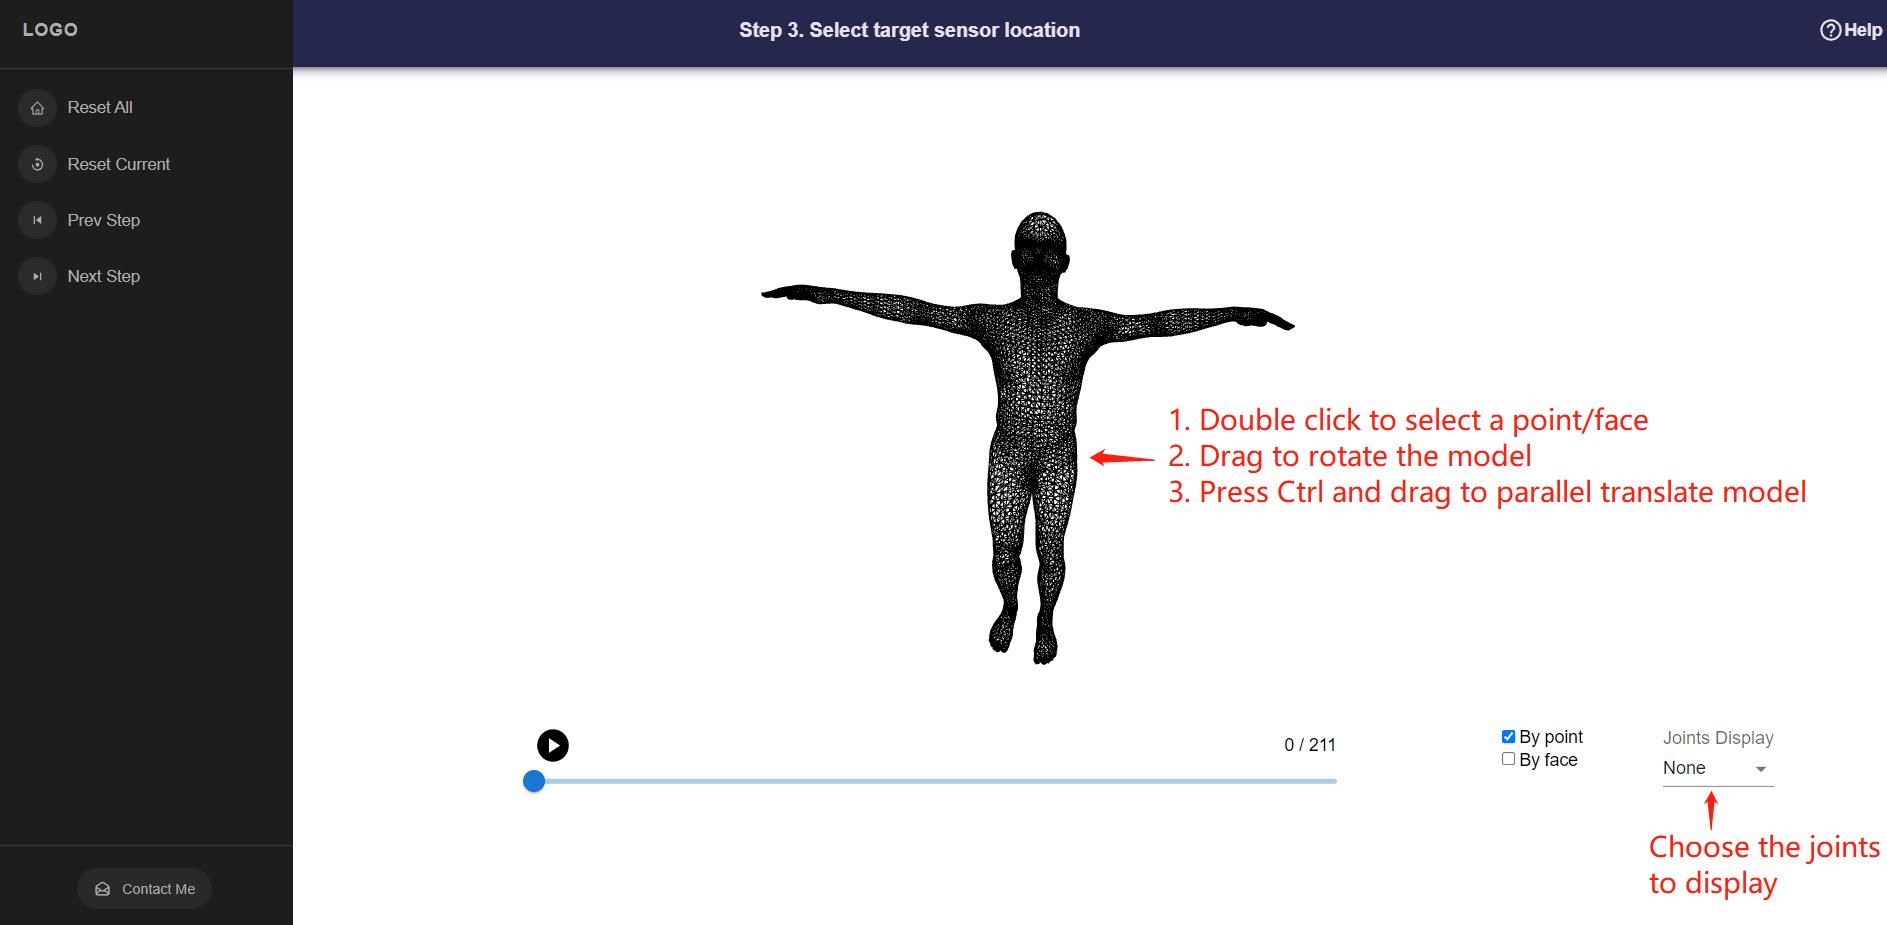 LOGO
Step 3. Select target sensor location
Help
Reset All
Reset Current
Prev Step
Next Step
1. Double click to select a point/face
2. Drag to rotate the model
3. Press Ctrl and drag to parallel translate model
0 / 211
By point
By face
Joints Display
None
Choose the joints
to display
Contact Me